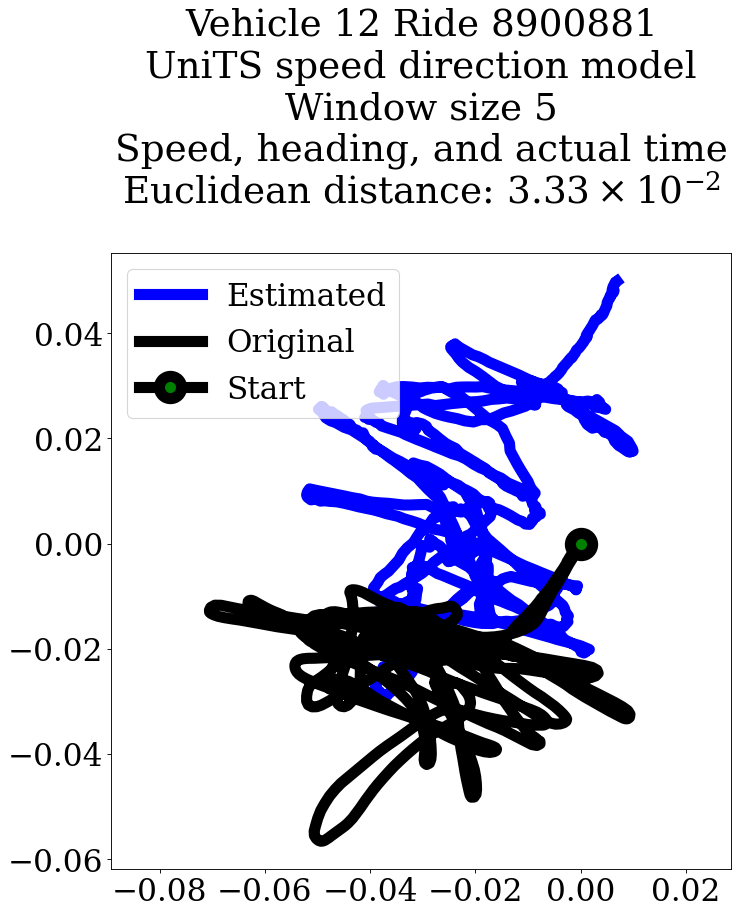 Vehicle 12 Ride 8900881
UniTS speed direction model
Window size 5
Speed, heading, and actual time
Euclidean distance: 3.33 × 10⁻²
Estimated
Original
Start
0.04
0.02
0.00
−0.02
−0.04
−0.06
−0.08 −0.06 −0.04 −0.02 0.00 0.02